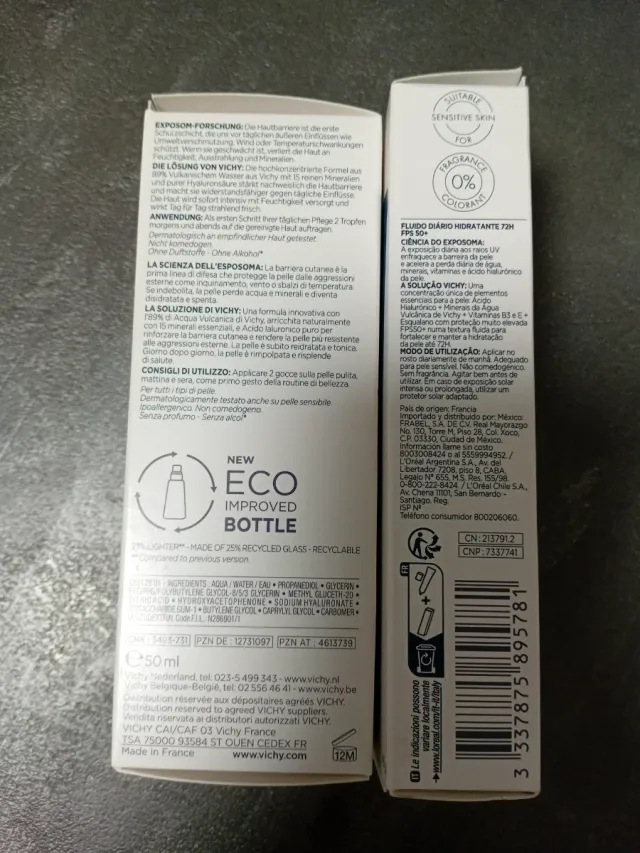 EXPOSOM-FORSCHUNG: Die Hautbarriere ist die erste
Schutzschicht, die uns vor täglichen äußeren Einflüssen wie
Umweltverschmutzung, Wind oder Temperaturschwankungen
schützt. Wenn sie geschwächt ist, verliert die Haut an
Feuchtigkeit, Ausstrahlung und Mineralien.
DIE LÖSUNG VON VICHY: Die hochkonzentrierte Formel aus
89% Vulkanischem Wasser aus Vichy mit 15 reinen Mineralien
und purer Hyaluronsäure stärkt nachweislich die Hautbarriere
und macht sie widerstandsfähiger gegen tägliche Einflüsse.
Die Haut wird sofort intensiv mit Feuchtigkeit versorgt und
wirkt Tag für Tag strahlend frisch.
ANWENDUNG: Als ersten Schritt Ihrer täglichen Pflege 2 Tropfen
morgens und abends auf die gereinigte Haut auftragen.
Dermatologisch an empfindlicher Haut getestet.
Nicht komedogen.
Ohne Duftstoffe - Ohne Alkohol*
LA SCIENZA DELL'ESPOSOMA: La barriera cutanea è la
prima linea di difesa che protegge la pelle dalle aggressioni
esterne come inquinamento, vento o sbalzi di temperatura.
Se indebolita, la pelle perde acqua e minerali e diventa
disidratata e spenta.
LA SOLUZIONE DI VICHY: Una formula innovativa con
l'89% di Acqua Vulcanica di Vichy, arricchita naturalmente
con 15 minerali essenziali, e Acido Ialuronico puro per
rinforzare la barriera cutanea e rendere la pelle più resistente
alle aggressioni esterne. La pelle è subito reidratata e tonica.
Giorno dopo giorno, la pelle è rimpolpata e risplende
di salute.
CONSIGLI DI UTILIZZO: Applicare 2 gocce sulla pelle pulita,
mattina e sera, come primo gesto della routine di bellezza.
Per tutti i tipi di pelle.
Dermatologicamente testato anche su pelle sensibile.
Ipoallergenico. Non comedogeno.
Senza profumo - Senza alcol*
NEW
ECO
IMPROVED
BOTTLE
LIGHTER** - MADE OF 25% RECYCLED GLASS - RECYCLABLE
** Compared to previous version.
INGREDIENTS: AQUA / WATER / EAU • PROPANEDIOL • GLYCERIN •
POLYBUTYLENE GLYCOL-8/5/3 GLYCERIN • METHYL GLUCETH-20 •
HYDROXYACETOPHENONE • SODIUM HYALURONATE •
GUM-1 • BUTYLENE GLYCOL • CAPRYLYL GLYCOL • CARBOMER •
Code F.I.L. : N286901/1
CNK : 3493-731 PZN DE : 12731097 PZN AT : 4613739
℮ 50 ml
Vichy Nederland, tel: 023-5 499 343 - www.vichy.nl
Vichy Belgique-België, tel: 02 556 46 41 - www.vichy.be
Distribution réservée aux dépositaires agréés VICHY.
Distribution reserved to agreed VICHY suppliers.
Vendita riservata ai distributori autorizzati VICHY.
VICHY CAI/CAF 03 Vichy France
TSA 75000 93584 ST OUEN CEDEX FR
Made in France www.vichy.com 12M
SUITABLE
SENSITIVE SKIN
FOR
FRAGRANCE
0%
COLORANT
FLUIDO DIÁRIO HIDRATANTE 72H
FPS 50+
CIÊNCIA DO EXPOSOMA:
A exposição diária aos raios UV
enfraquece a barreira da pele
e acelera a perda diária de água,
minerais, vitaminas e ácido hialurônico
da pele.
A SOLUÇÃO VICHY: Uma
concentração única de elementos
essenciais para a pele: Ácido
Hialurônico + Minerais da Água
Vulcânica de Vichy + Vitaminas B3 e E +
Esqualano com proteção muito elevada
FPS50+ numa textura fluida para
fortalecer e manter a hidratação
da pele até 72H.
MODO DE UTILIZAÇÃO: Aplicar no
rosto diariamente de manhã. Adequado
para pele sensível. Não comedogénico.
Sem fragrância. Agitar bem antes de
utilizar. Em caso de exposição solar
intensa ou prolongada, utilizar um
protetor solar adaptado.
País de origen: Francia
Importado y distribuido por: México:
FRABEL, S.A. DE C.V. Real Mayorazgo
No. 130, Torre M, Piso 28, Col. Xoco,
C.P. 03330, Ciudad de México.
Información llame sin costo
8003008424 o al 5559994952. /
L'Oréal Argentina S.A., Av. del
Libertador 7208, piso 8, CABA.
Legajo N° 655, M.S. Res. 155/98.
0-800-222-8424. / L'Oréal Chile S.A.,
Av. Cherra 11101, San Bernardo -
Santiago. Reg.
ISP Nº
Teléfono consumidor 800206060.
CN : 213791.2
CNP : 7337741
FR
+
IT Le indicazioni possono
variare localmente
www.loreal.com/it-it/Italy
3 337875 895781